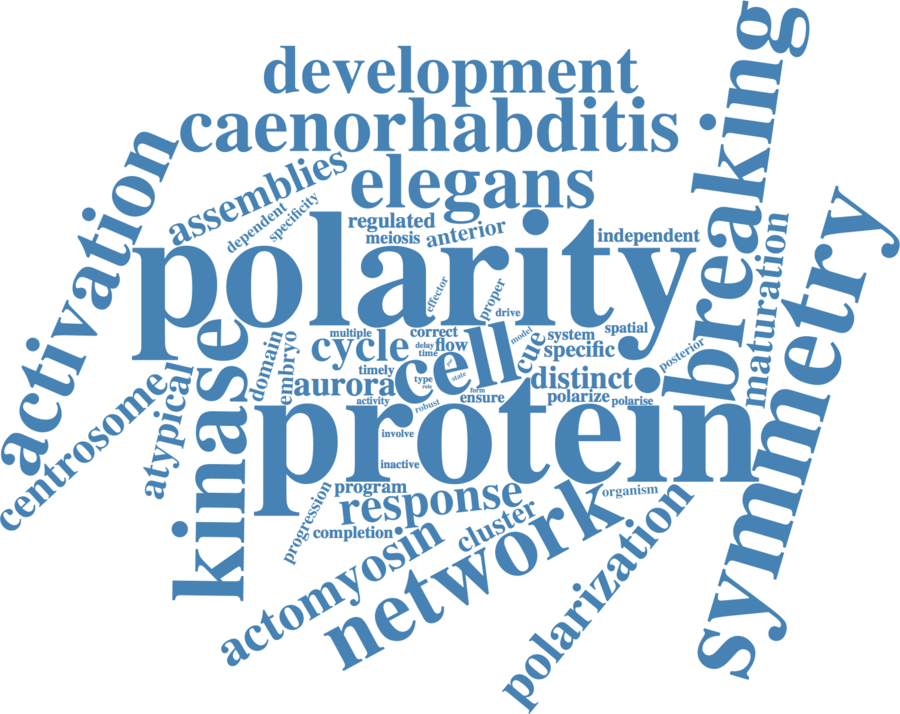 development
caenorhabditis
elegans
breaking
activation
assemblies
dependent
specificity
regulated
meiosis
anterior
independent
polarity
symmetry
maturation
effector
proper
drive
multiple
correct
delay
flow
time
model
cue
system
spatial
specific
posterior
cycle
cell
domain
embryo
timely
aurora
type
role
state
form
ensure
distinct
polarize
polarise
activity
robust
kinase
atypical
centrosome
protein
involve
inactive
program
progression
response
completion
cluster
organism
actomyosin
network
polarization